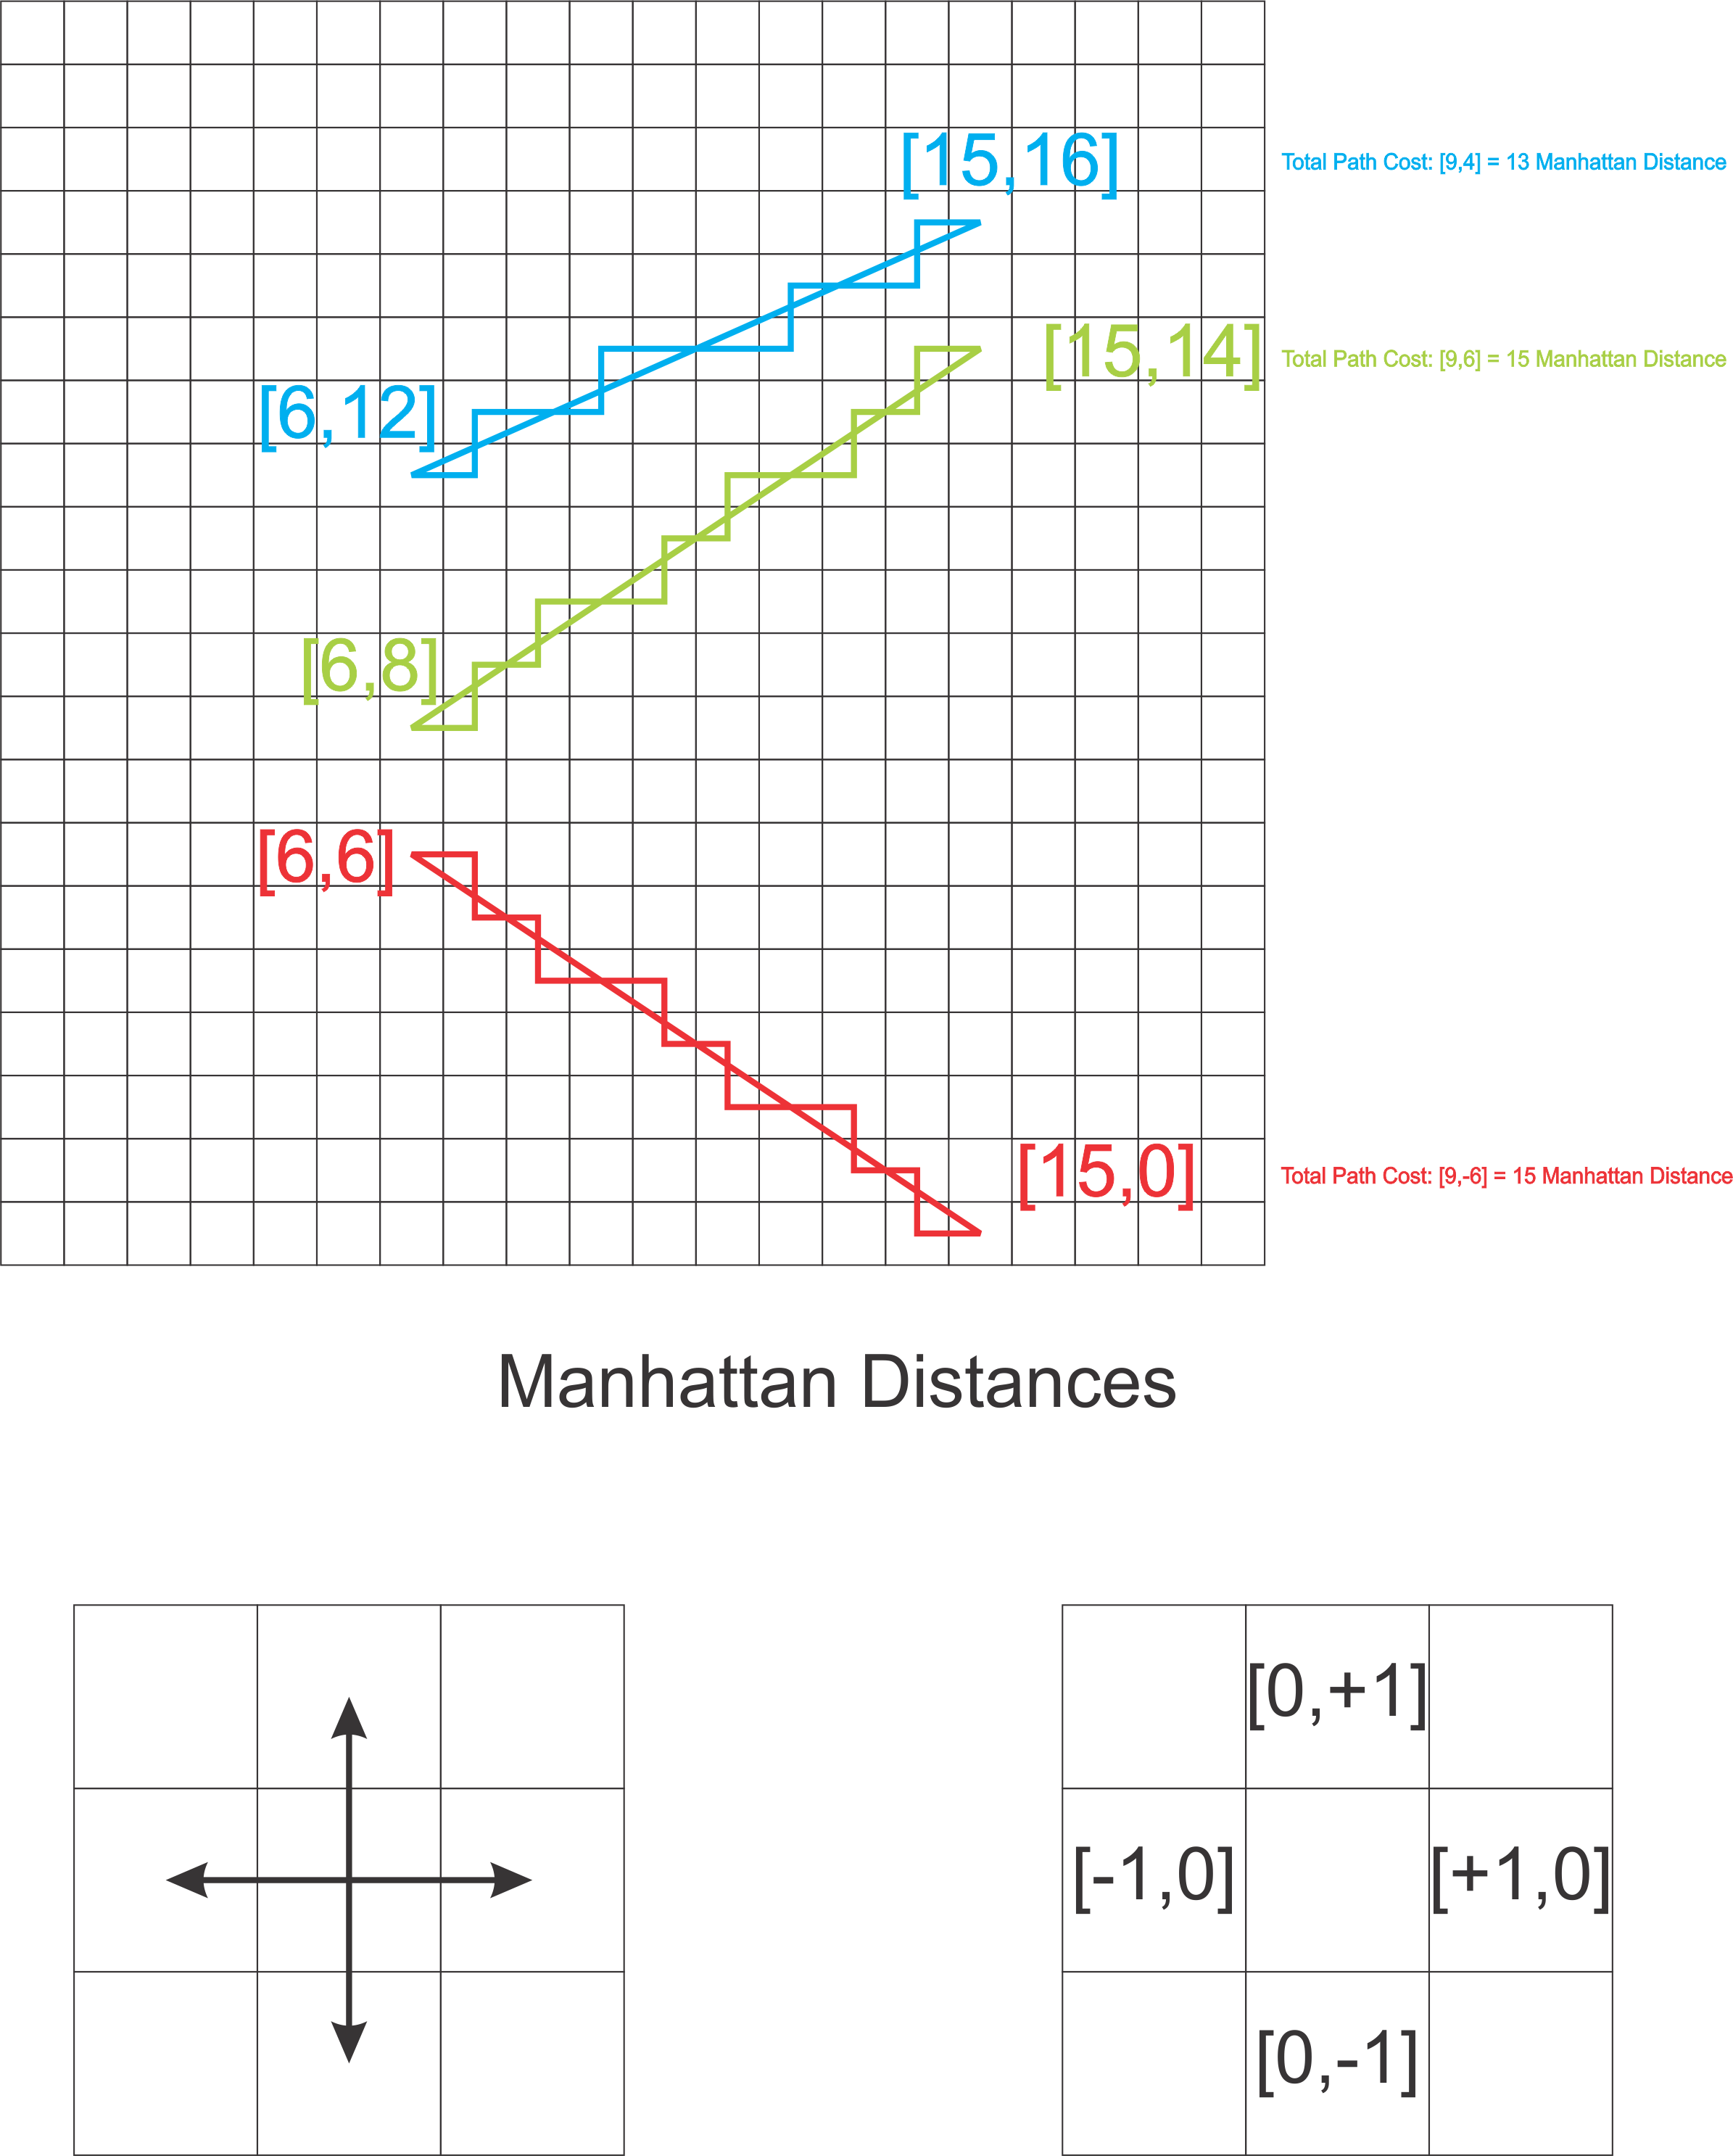 [15,16]
Total Path Cost: [9,4] = 13 Manhattan Distance
[15,14]
Total Path Cost: [9,6] = 15 Manhattan Distance
[6,12]
[6,8]
[6,6]
[15,0]
Total Path Cost: [9,-6] = 15 Manhattan Distance
Manhattan Distances
[0,+1]
[-1,0]
[+1,0]
[0,-1]